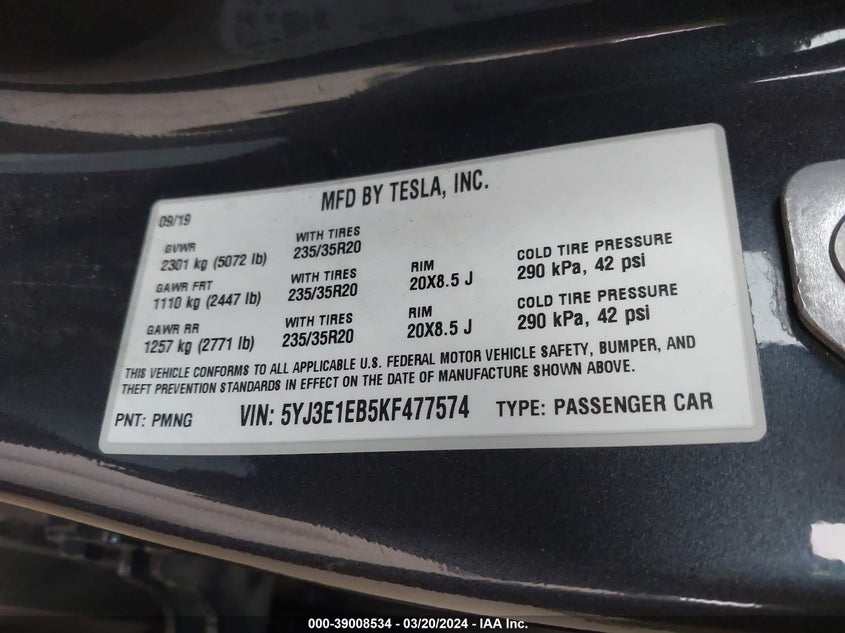 MFD BY TESLA, INC.
09/19
GVWR WITH TIRES
2301 kg (5072 lb) 235/35R20
GAWR FRT WITH TIRES RIM COLD TIRE PRESSURE
1110 kg (2447 lb) 235/35R20 20X8.5 J 290 kPa, 42 psi
GAWR RR WITH TIRES RIM COLD TIRE PRESSURE
1257 kg (2771 lb) 235/35R20 20X8.5 J 290 kPa, 42 psi
THIS VEHICLE CONFORMS TO ALL APPLICABLE U.S. FEDERAL MOTOR VEHICLE SAFETY, BUMPER, AND
THEFT PREVENTION STANDARDS IN EFFECT ON THE DATE OF MANUFACTURE SHOWN ABOVE.
PNT: PMNG VIN: 5YJ3E1EB5KF477574 TYPE: PASSENGER CAR
000-39008534 - 03/20/2024 - IAA Inc.